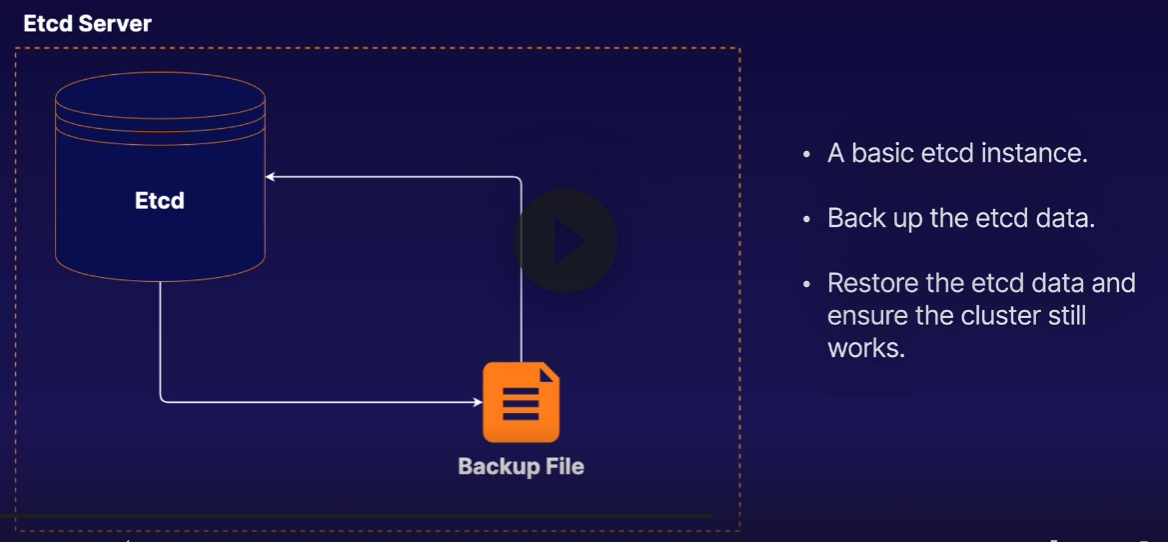 Etcd Server
Etcd
Backup File
• A basic etcd instance.
• Back up the etcd data.
• Restore the etcd data and
ensure the cluster still
works.